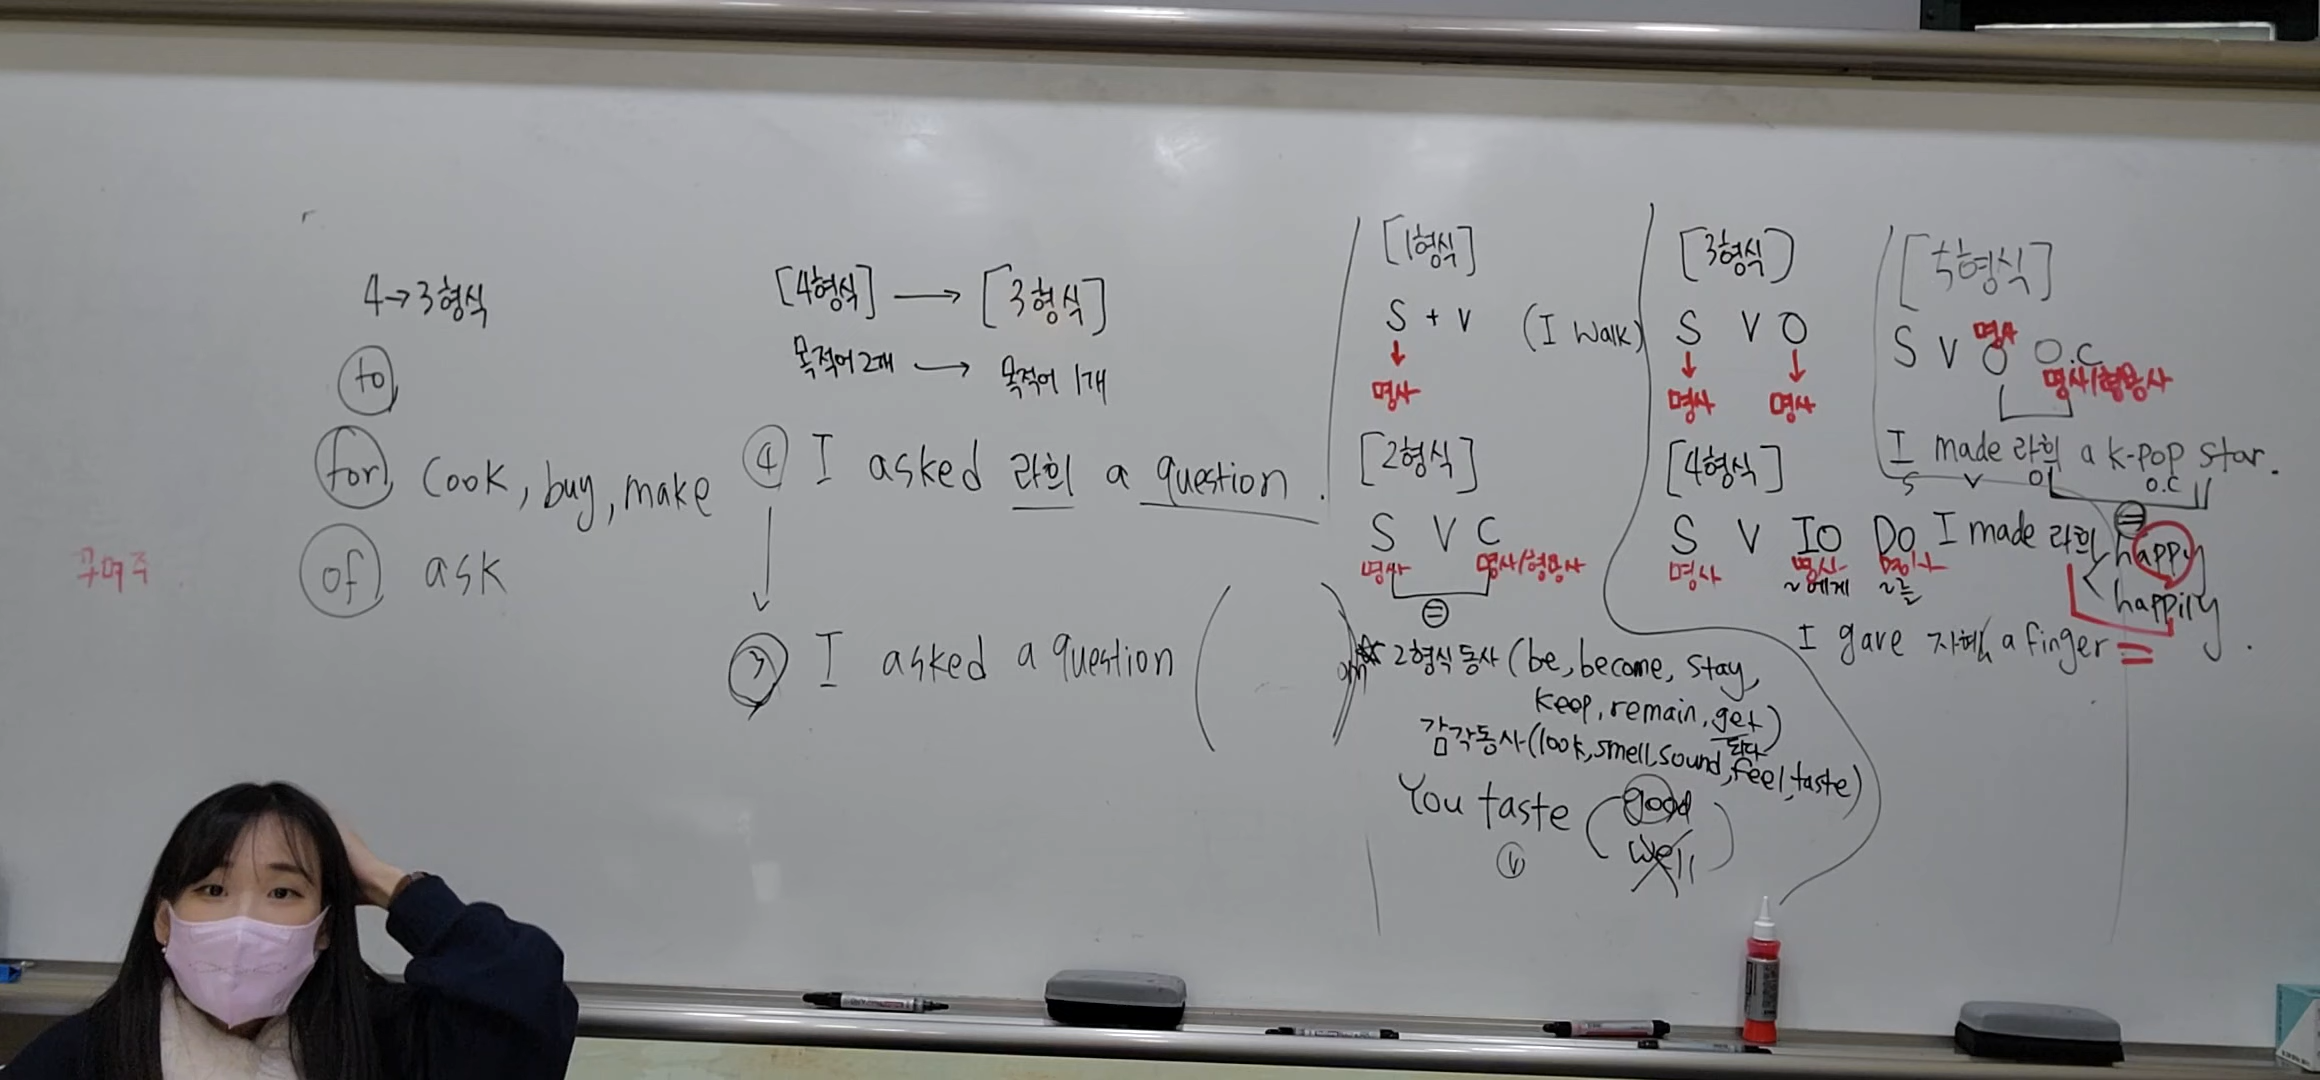 4→3형식
to
for cook, buy, make
of ask
구여주
[4형식] → [3형식]
목적어 2개 → 목적어 1개
④ I asked 라희 a question.
↓
③ I asked a question ( )
[1형식]
S + V (I walk)
↓
명사
[2형식]
S V C
명사 명사/형용사
=
☆ 2형식 동사 (be, become, stay,
keep, remain, get)
되다
감각동사 (look, smell, sound, feel, taste)
You taste ( good
well )
ⓥ
[3형식]
S V O
↓ ↓
명사 명사
[4형식]
S V IO DO
명사 명사 명사
~에게 ~를
I gave 자혜 a finger
[5형식]
S V O O.C
명사 명사/형용사
I made 라희 a K-pop star.
S V O O.C
=
I made 라희 happy
happily.
=